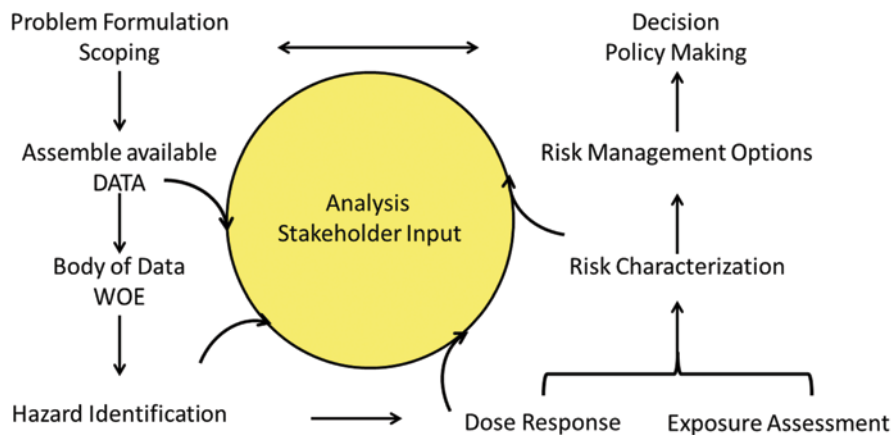 Problem Formulation
Scoping
Assemble available
DATA
Body of Data
WOE
Hazard Identification
Analysis
Stakeholder Input
Decision
Policy Making
Risk Management Options
Risk Characterization
Dose Response
Exposure Assessment